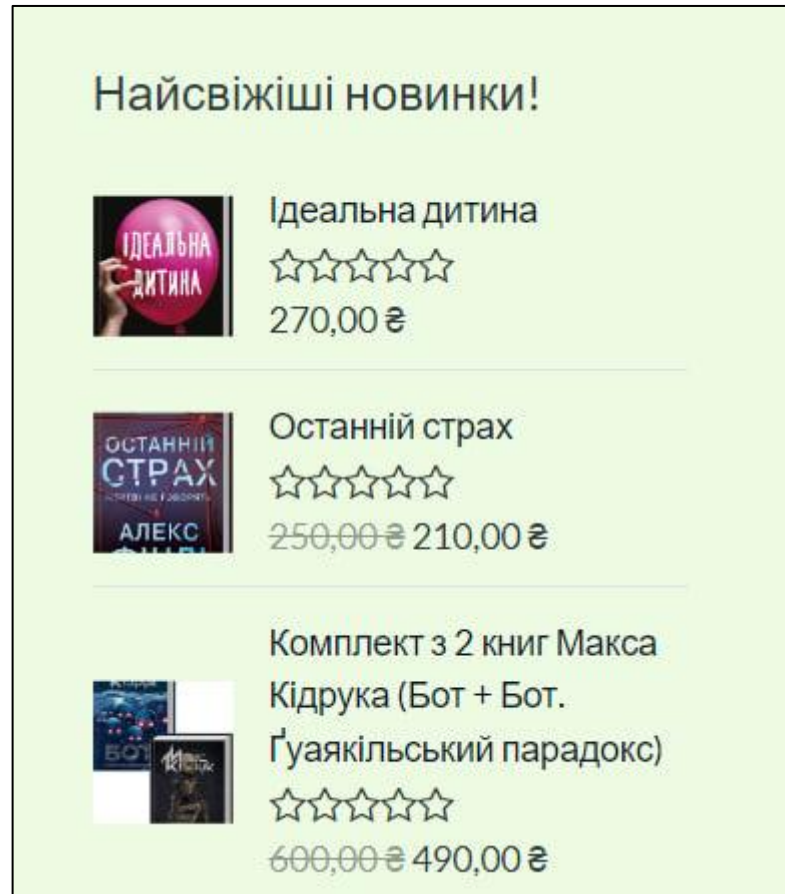 Найсвіжіші новинки!
ІДЕАЛЬНА
ДИТИНА
Ідеальна дитина
270,00 ₴
ОСТАННІЙ
СТРАХ
АЛЕКС
Останній страх
250,00 ₴ 210,00 ₴
БОТ
Комплект з 2 книг Макса
Кідрука (Бот + Бот.
Ґуаякільський парадокс)
600,00 ₴ 490,00 ₴